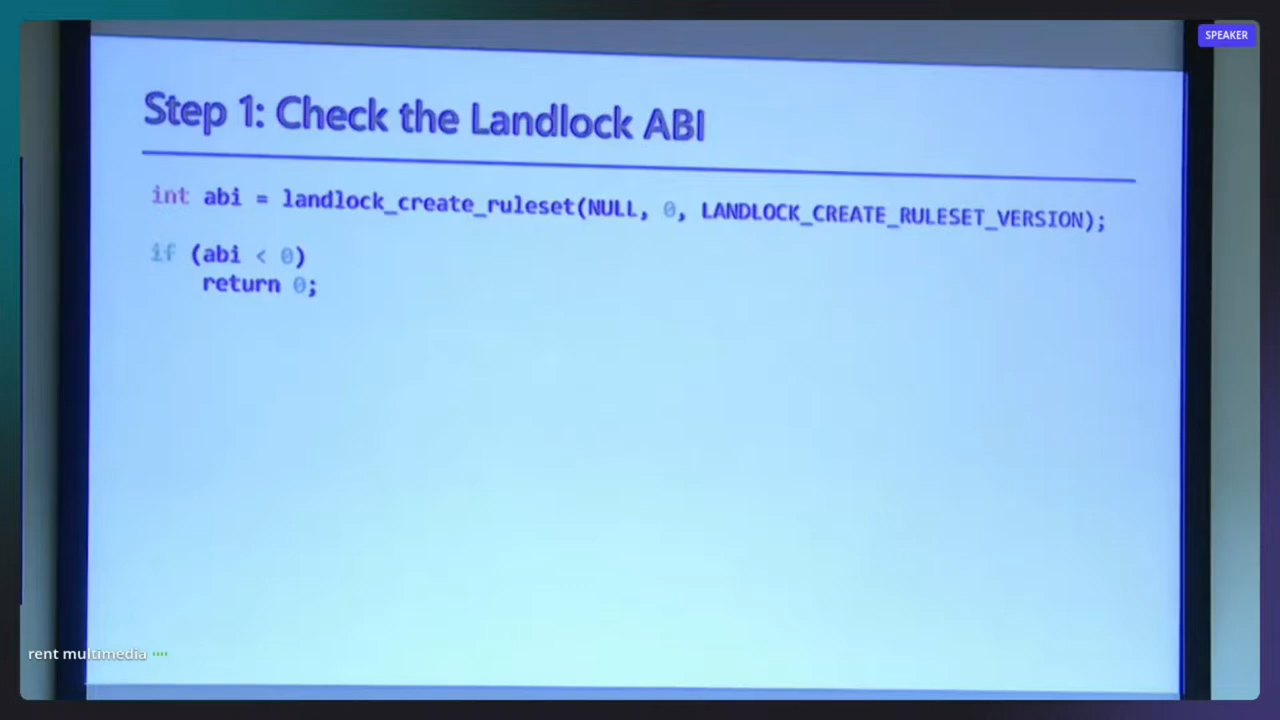 SPEAKER
Step 1: Check the Landlock ABI
int abi = landlock_create_ruleset(NULL, 0, LANDLOCK_CREATE_RULESET_VERSION);
if (abi < 0)
    return 0;
rent multimedia